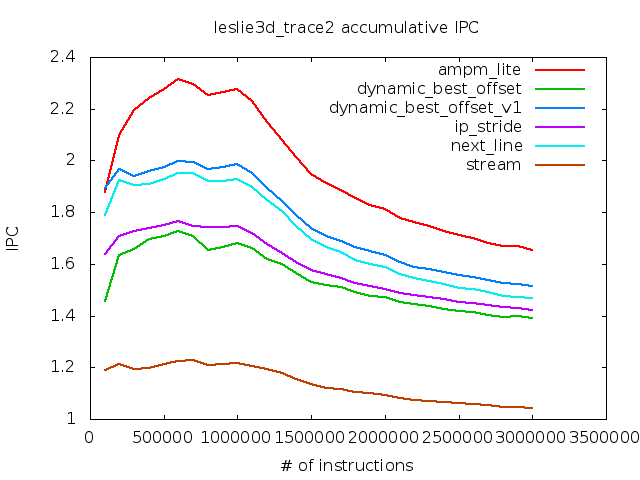 leslie3d_trace2 accumulative IPC
2.4
2.2
2
1.8
1.6
1.4
1.2
1
IPC
ampm_lite
dynamic_best_offset
dynamic_best_offset_v1
ip_stride
next_line
stream
0 500000 1000000 1500000 2000000 2500000 3000000 3500000
# of instructions